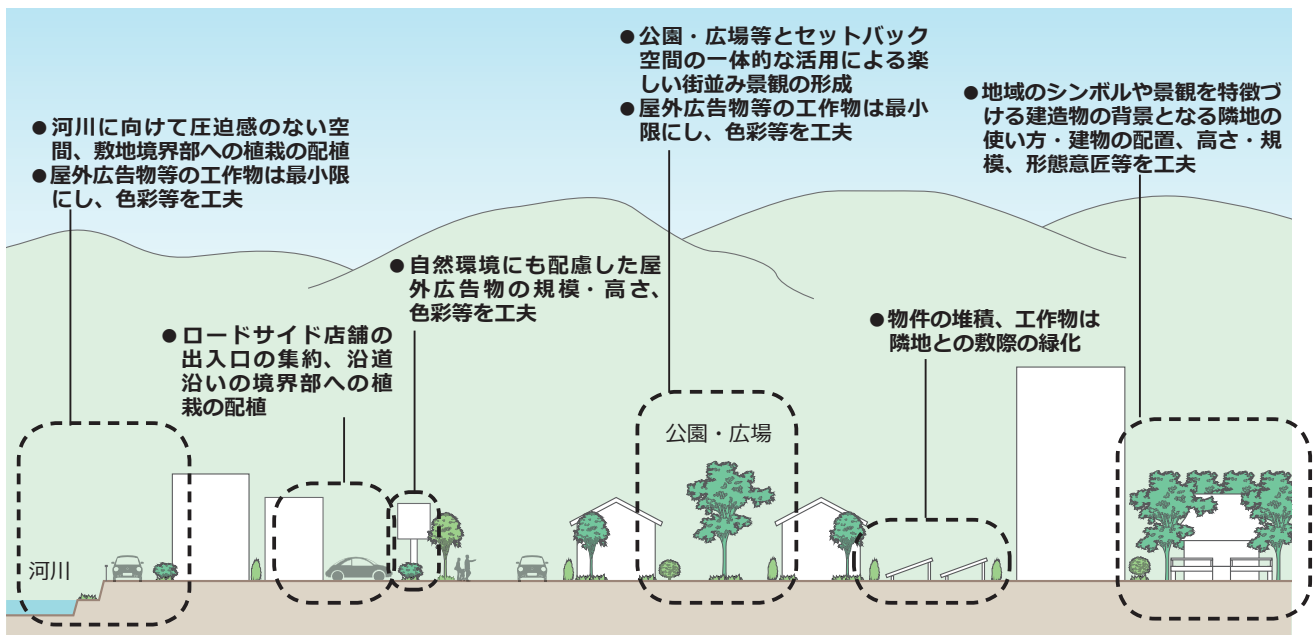 ●河川に向けて圧迫感のない空
間、敷地境界部への植栽の配植
●屋外広告物等の工作物は最小限
にし、色彩等を工夫
●ロードサイド店舗の
出入口の集約、沿道
沿いの境界部への植
栽の配植
●自然環境にも配慮した屋
外広告物の規模・高さ、
色彩等を工夫
●公園・広場等とセットバック
空間の一体的な活用による楽
しい街並み景観の形成
●屋外広告物等の工作物は最小
限にし、色彩等を工夫
●物件の堆積、工作物は
隣地との敷際の緑化
●地域のシンボルや景観を特徴づ
ける建造物の背景となる隣地の
使い方・建物の配置、高さ・規
模、形態意匠等を工夫
公園・広場
河川